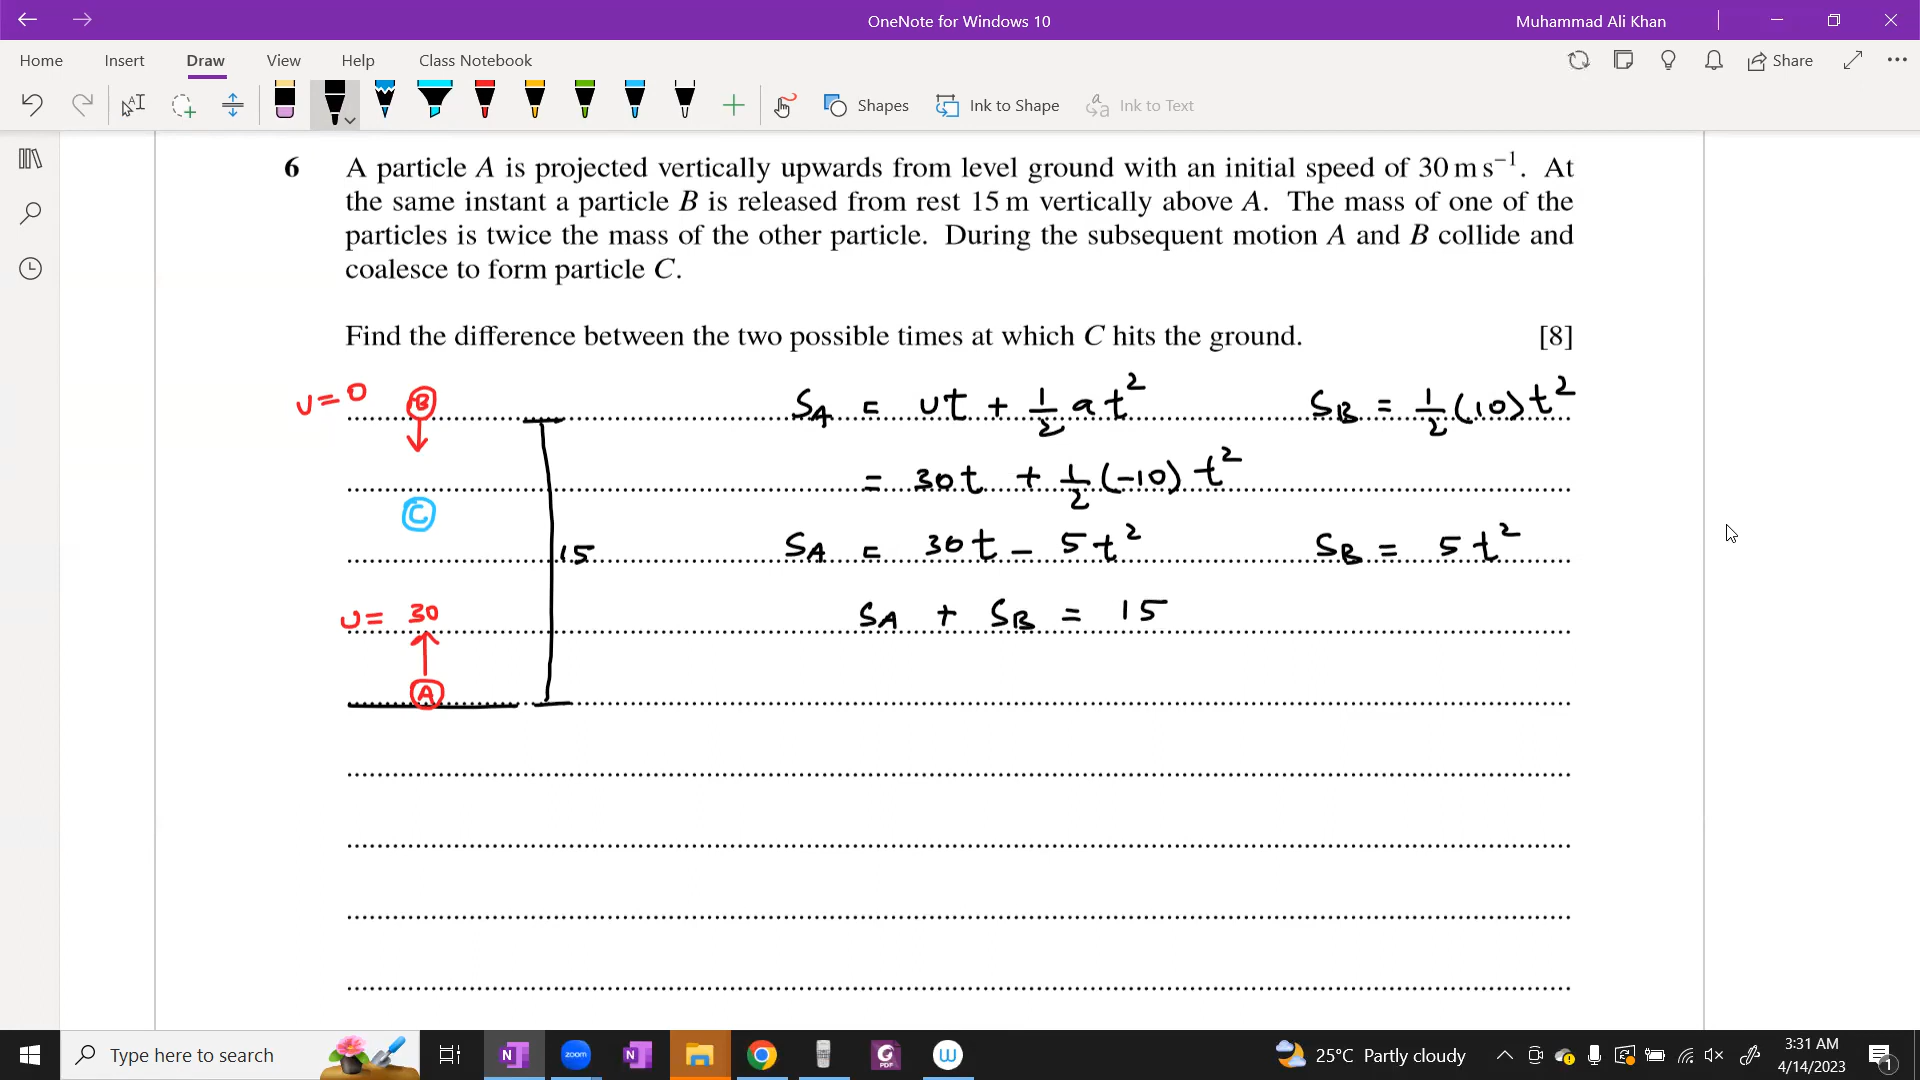 OneNote for Windows 10
Muhammad Ali Khan
Home Insert Draw View Help Class Notebook
Share
Shapes Ink to Shape Ink to Text
6 A particle A is projected vertically upwards from level ground with an initial speed of 30 m s⁻¹. At
the same instant a particle B is released from rest 15 m vertically above A. The mass of one of the
particles is twice the mass of the other particle. During the subsequent motion A and B collide and
coalesce to form particle C.
Find the difference between the two possible times at which C hits the ground. [8]
u = 0 B
S_A = ut + 1/2 at² S_B = 1/2 (10)t²
= 30t + 1/2 (-10) t²
C
15
S_A = 30t - 5t² S_B = 5t²
u = 30
S_A + S_B = 15
A
Type here to search
zoom
25°C Partly cloudy
3:31 AM
4/14/2023
1